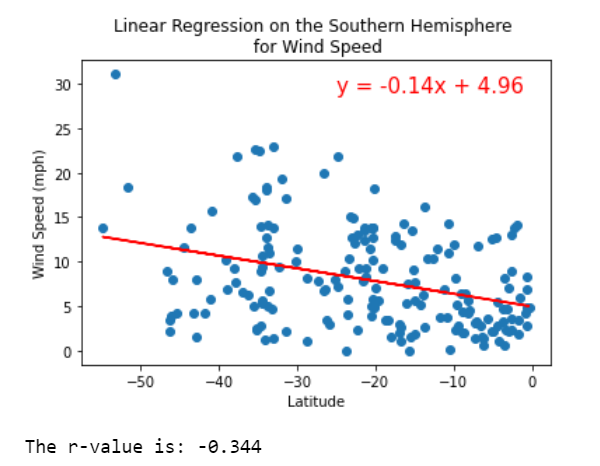 Linear Regression on the Southern Hemisphere
for Wind Speed
y = -0.14x + 4.96
30
25
20
15
10
5
0
Wind Speed (mph)
−50 −40 −30 −20 −10 0
Latitude
The r-value is: -0.344